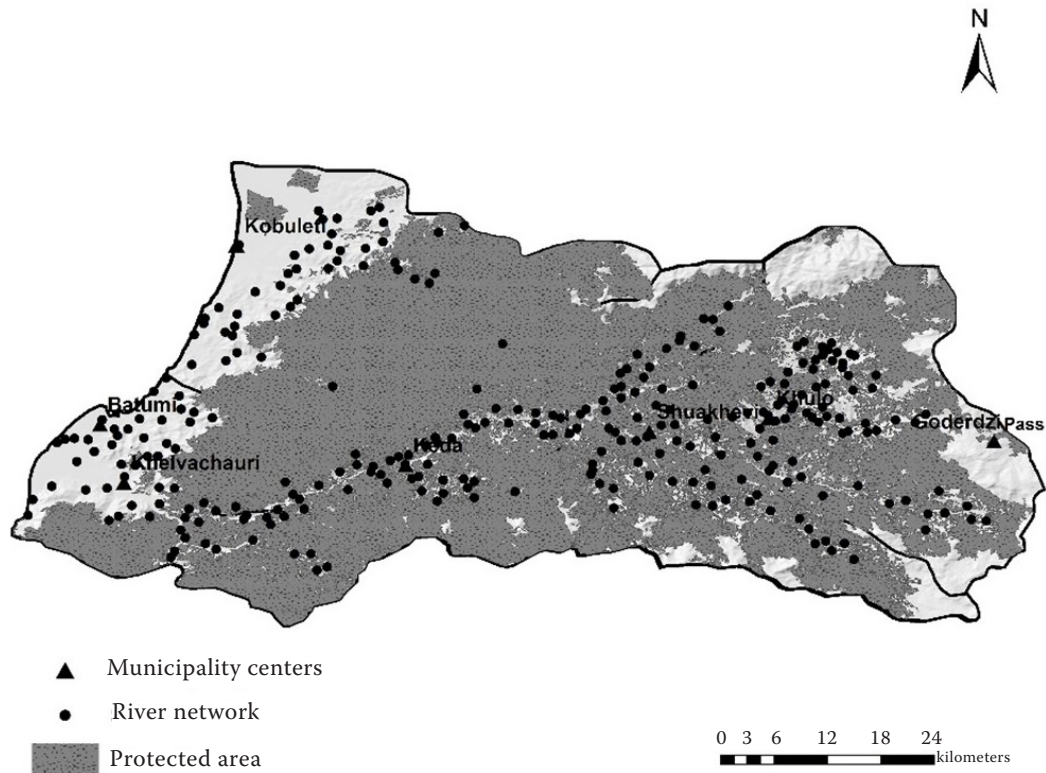 N
Kobuleti
Batumi
Khelvachauri
Keda
Shuakhevi
Khulo
Goderdzi Pass
Municipality centers
River network
Protected area
0 3 6 12 18 24
kilometers